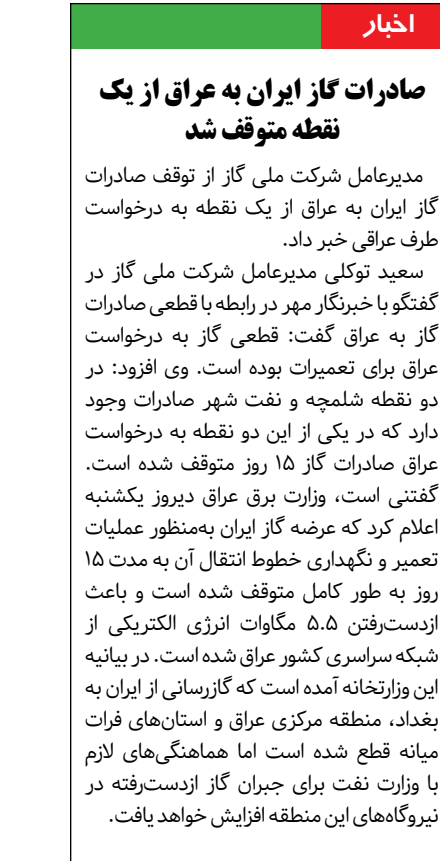 اخبار
صادرات گاز ایران به عراق از یک
نقطه متوقف شد
مدیرعامل شرکت ملی گاز از توقف صادرات
گاز ایران به عراق از یک نقطه به درخواست
طرف عراقی خبر داد.
سعید توکلی مدیرعامل شرکت ملی گاز در
گفتگو با خبرنگار مهر در رابطه با قطعی صادرات
گاز به عراق گفت: قطعی گاز به درخواست
عراق برای تعمیرات بوده است. وی افزود: در
دو نقطه شلمچه و نفت شهر صادرات وجود
دارد که در یکی از این دو نقطه به درخواست
عراق صادرات گاز ۱۵ روز متوقف شده است.
گفتنی است، وزارت برق عراق دیروز یکشنبه
اعلام کرد که عرضه گاز ایران به‌منظور عملیات
تعمیر و نگهداری خطوط انتقال آن به مدت ۱۵
روز به طور کامل متوقف شده است و باعث
ازدست‌رفتن ۵.۵ مگاوات انرژی الکتریکی از
شبکه سراسری کشور عراق شده است. در بیانیه
این وزارتخانه آمده است که گازرسانی از ایران به
بغداد، منطقه مرکزی عراق و استان‌های فرات
میانه قطع شده است اما هماهنگی‌های لازم
با وزارت نفت برای جبران گاز ازدست‌رفته در
نیروگاه‌های این منطقه افزایش خواهد یافت.